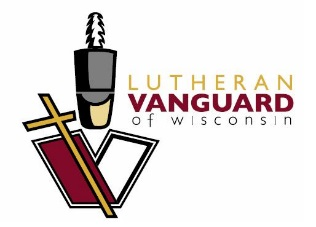 LUTHERAN
VANGUARD
of wisconsin